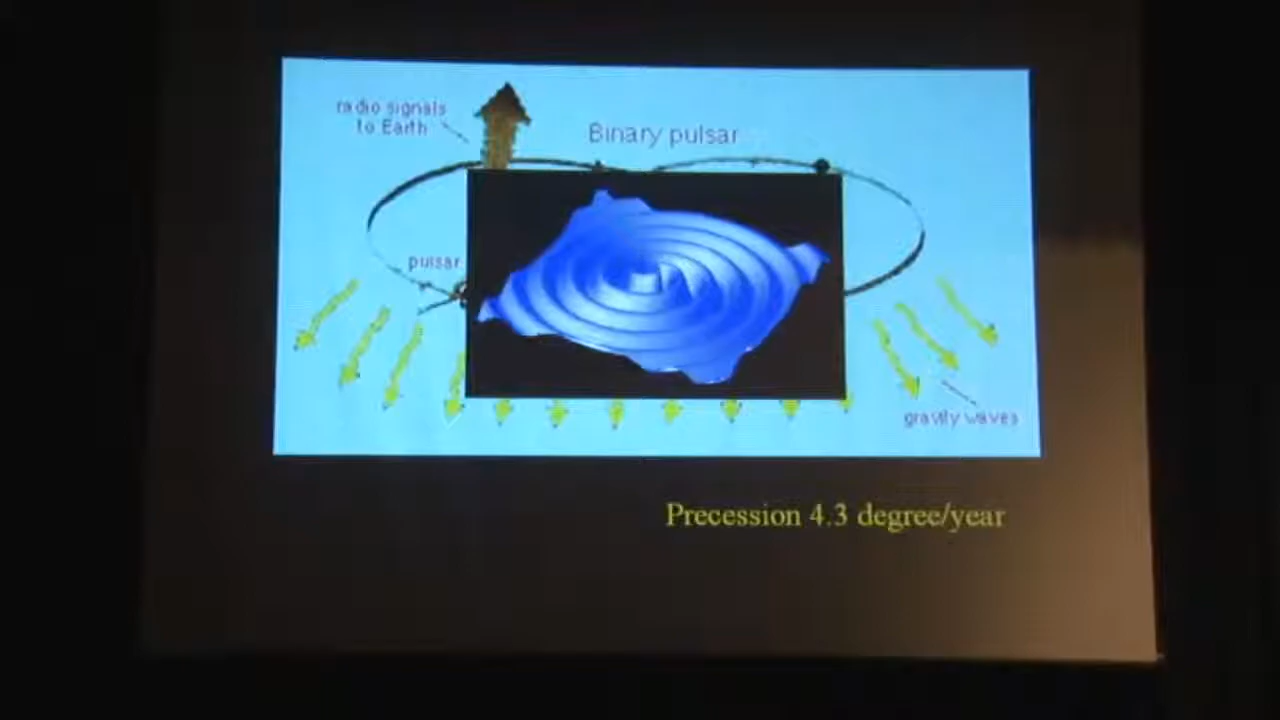 radio signals
to Earth
Binary pulsar
pulsar
gravity waves
Precession 4.3 degree/year